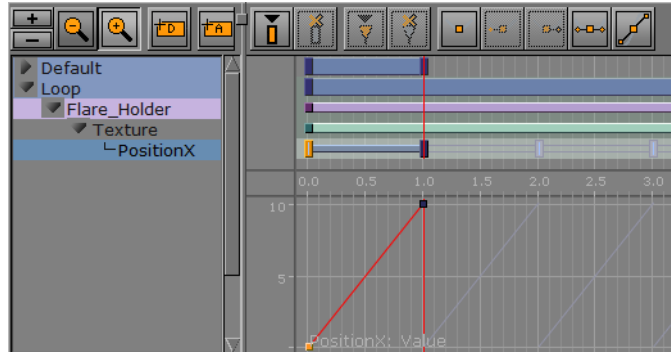 +D
+A
Default
Loop
Flare_Holder
Texture
PositionX
0.0 0.5 1.0 1.5 2.0 2.5 3.0
10
5
PositionX: Value